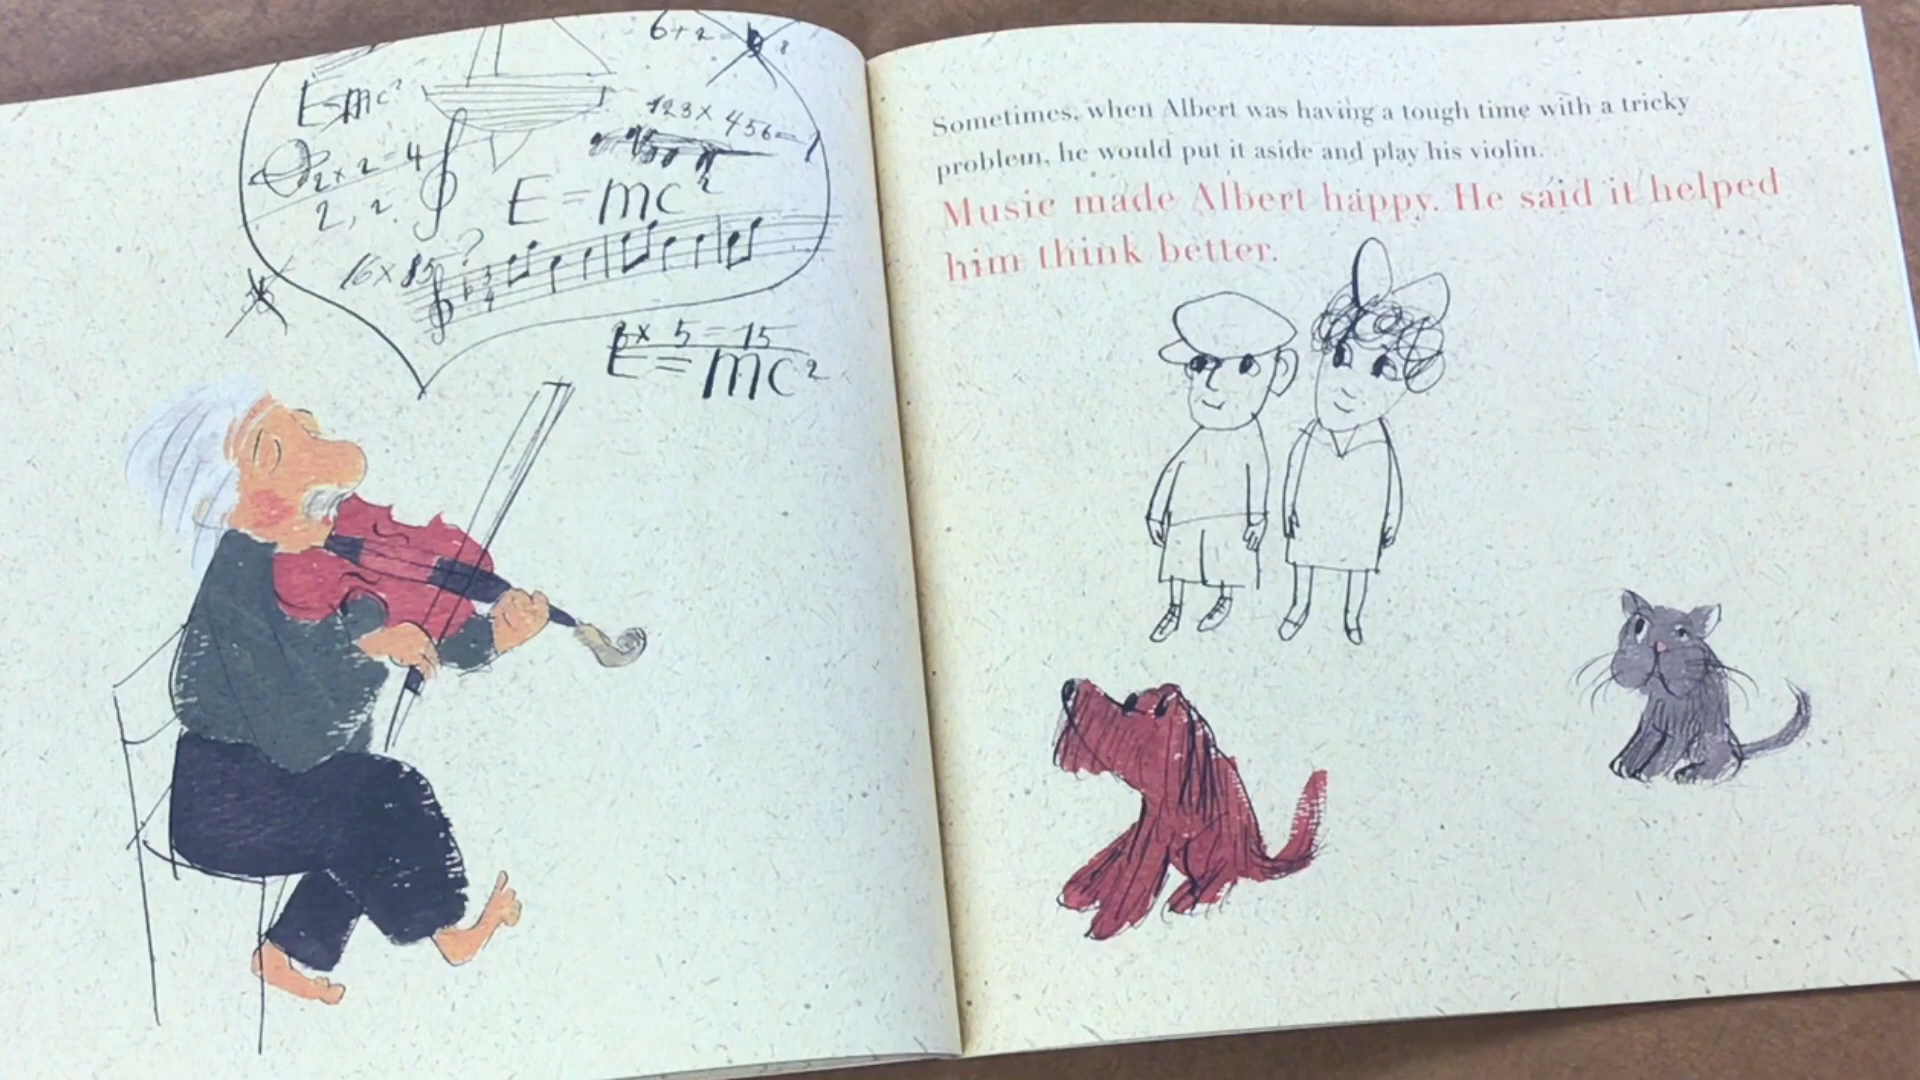 6+2=
E=mc²
123×456=?
2×2=4
2,2.
E=mc²
16×85?
3
4
3×5=15
E=mc²
Sometimes, when Albert was having a tough time with a tricky
problem, he would put it aside and play his violin.
Music made Albert happy. He said it helped
him think better.